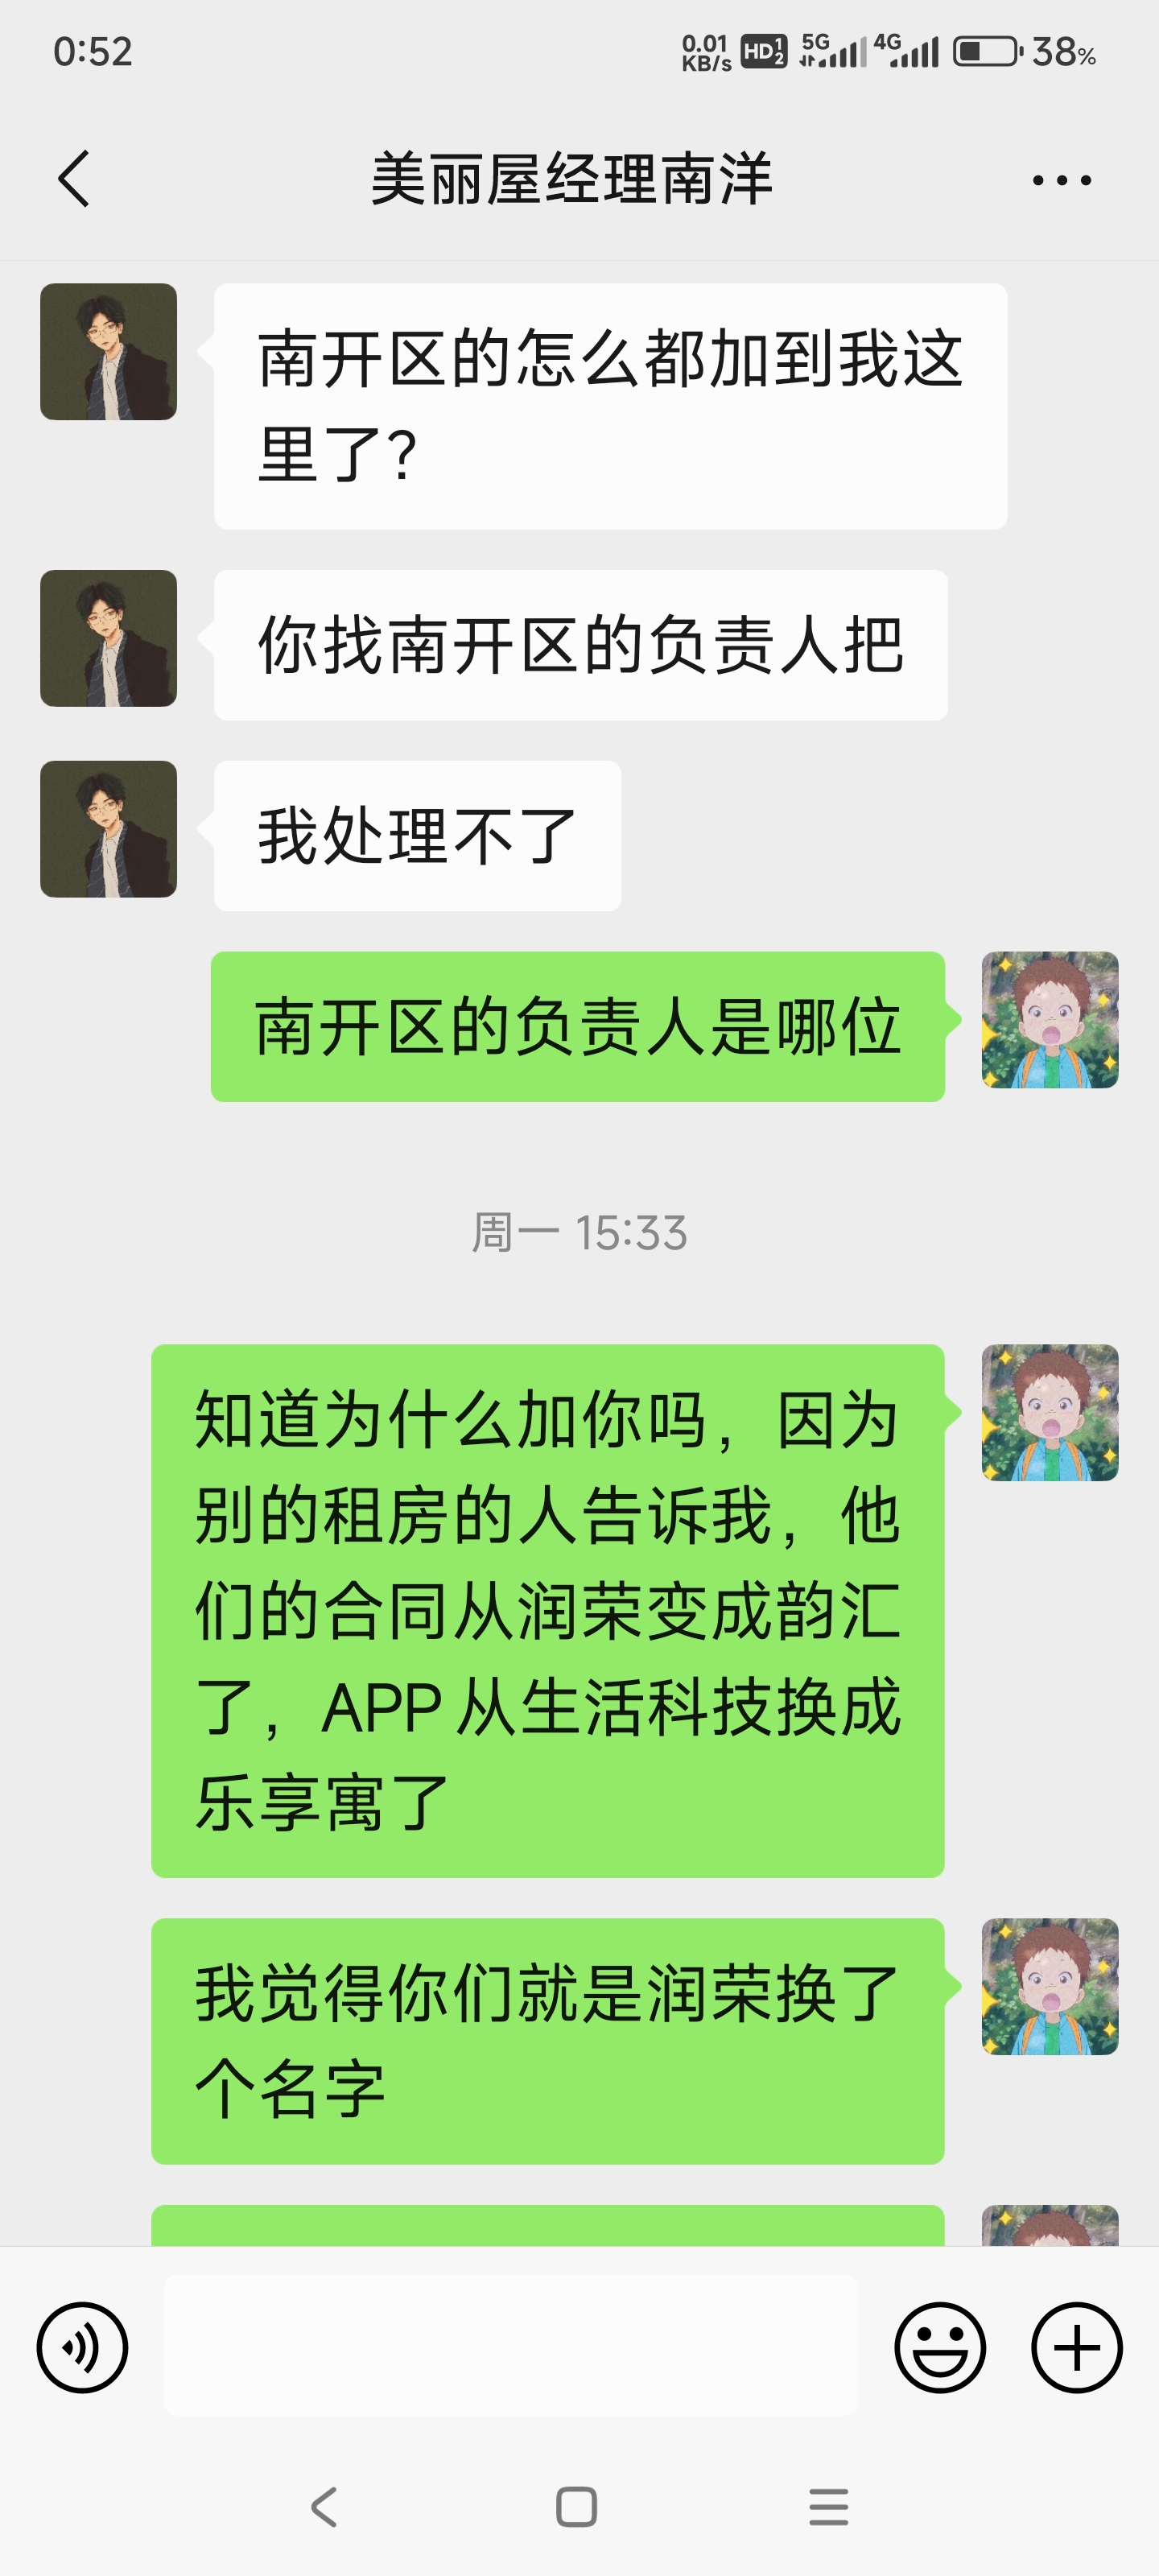 0:52
0.01 KB/s HD 1 2 5G 4G 38%
美丽屋经理南洋
南开区的怎么都加到我这
里了？
你找南开区的负责人把
我处理不了
南开区的负责人是哪位
周一 15:33
知道为什么加你吗，因为
别的租房的人告诉我，他
们的合同从润荣变成韵汇
了，APP 从生活科技换成
乐享寓了
我觉得你们就是润荣换了
个名字